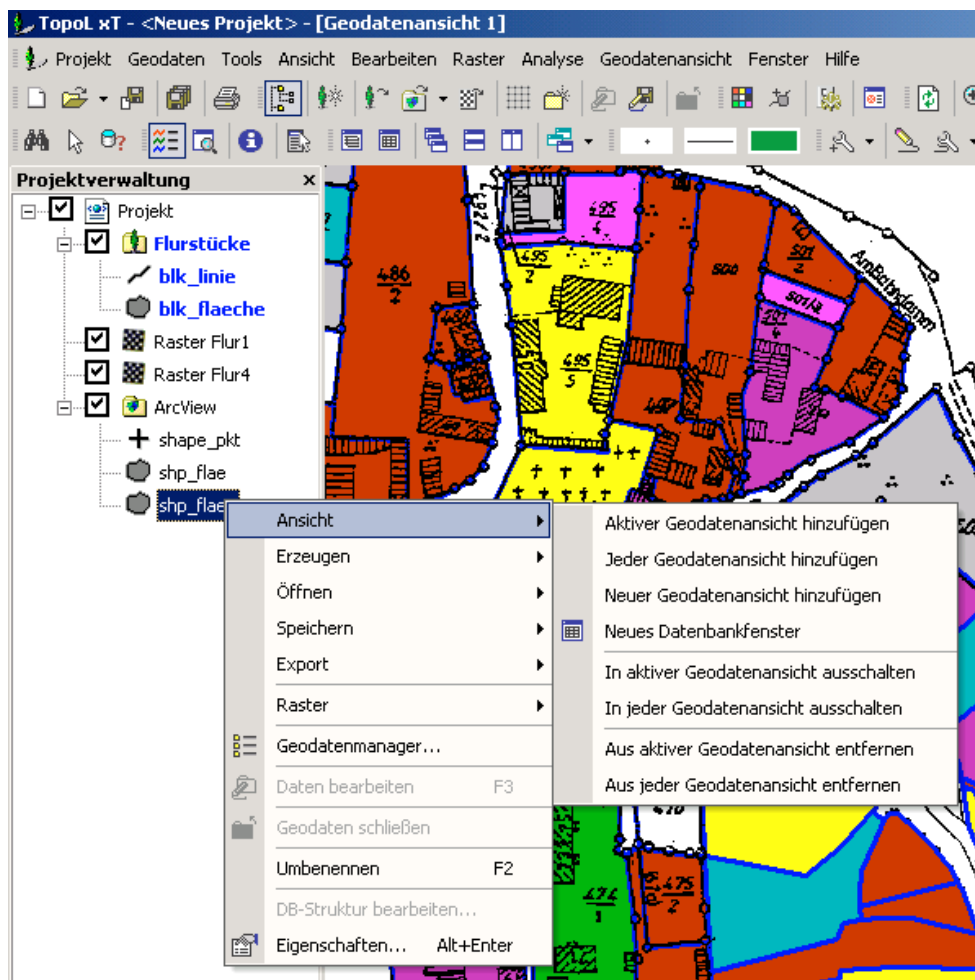 TopoL xT - <Neues Projekt> - [Geodatenansicht 1]
Projekt Geodaten Tools Ansicht Bearbeiten Raster Analyse Geodatenansicht Fenster Hilfe
Projektverwaltung x
Projekt
Flurstücke
blk_linie
blk_flaeche
Raster Flur1
Raster Flur4
ArcView
shape_pkt
shp_flae
shp_flae
Ansicht
Erzeugen
Öffnen
Speichern
Export
Raster
Geodatenmanager...
Daten bearbeiten F3
Geodaten schließen
Umbenennen F2
DB-Struktur bearbeiten...
Eigenschaften... Alt+Enter
Aktiver Geodatenansicht hinzufügen
Jeder Geodatenansicht hinzufügen
Neuer Geodatenansicht hinzufügen
Neues Datenbankfenster
In aktiver Geodatenansicht ausschalten
In jeder Geodatenansicht ausschalten
Aus aktiver Geodatenansicht entfernen
Aus jeder Geodatenansicht entfernen
486
2
495
4
495
2
495
5
500
501
2
501/3
474
1
475
2